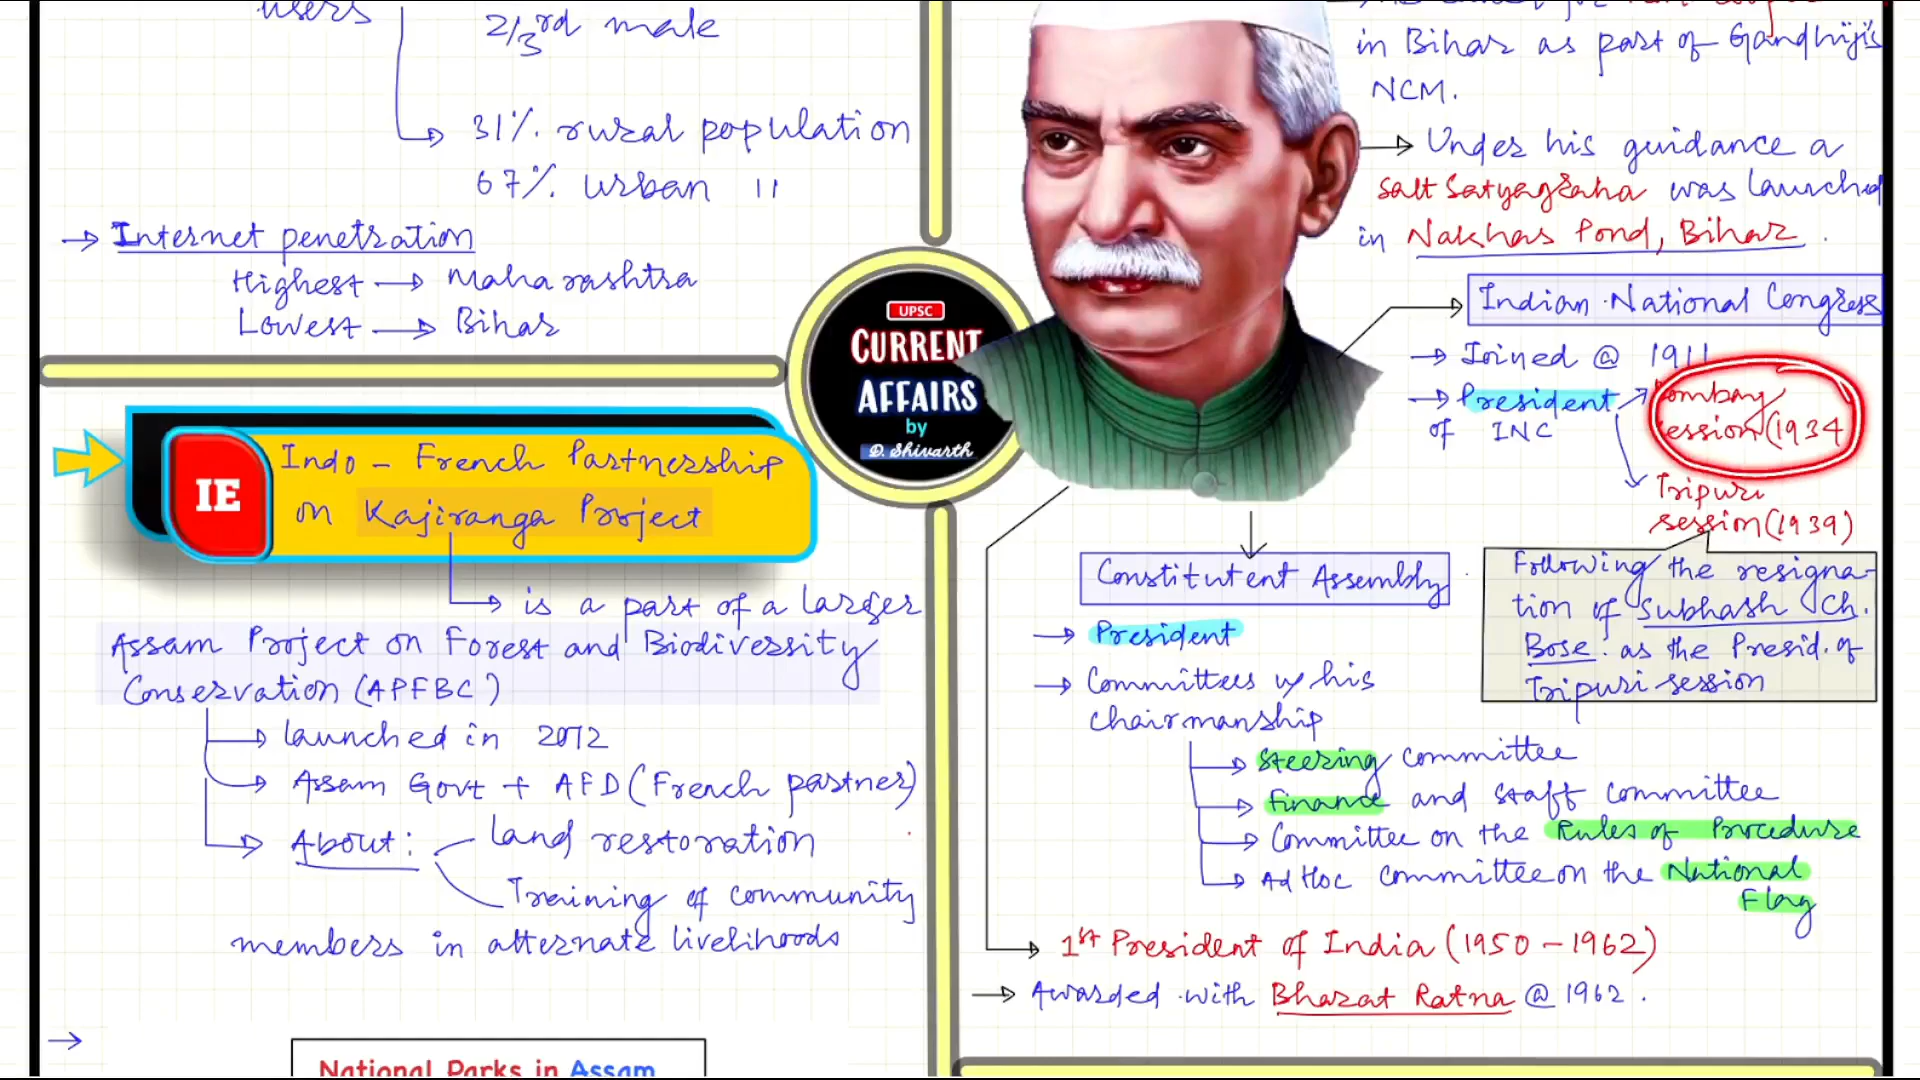 users
2/3rd male
31% rural population
67% urban 11
→ Internet penetration
Highest → Maharashtra
Lowest → Bihar
IE
Indo - French Partnership
on Kajiranga Project
→ is a part of a larger
Assam Project on Forest and Biodiversity
Conservation (APFBC)
→ launched in 2012
→ Assam Govt + AFD (French partner)
→ About: land restoration
Training of community
members in alternate livelihoods
→
National Parks in Assam
UPSC
CURRENT
AFFAIRS
by
D. Shivarth
in Bihar as part of Gandhiji's
NCM.
→ Under his guidance a
Salt Satyagraha was launched
in Nakhas Pond, Bihar.
Indian National Congress
→ Joined @ 1911
→ President → Bombay
of INC session (1934
Tripuri
session (1939)
Following the resigna-
tion of Subhash Ch.
Bose. as the Presid. of
Tripuri session
Constitutent Assembly
→ President
→ Committees u/ his
chairmanship
→ Steering committee
→ Finance and staff committee
→ Committee on the Rules of Procedure
→ Ad Hoc committee on the National
Flag
→ 1st President of India (1950 - 1962)
→ Awarded with Bharat Ratna @ 1962.